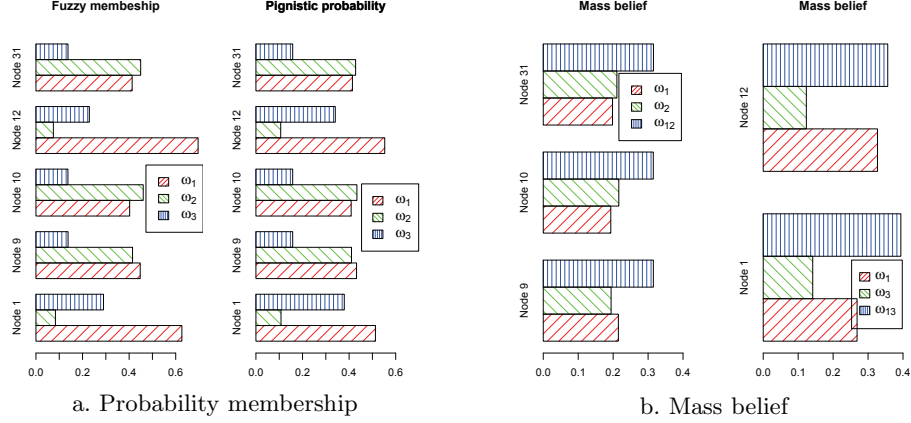 Fuzzy membeship
Node 31
Node 12
Node 10
Node 9
Node 1
ω1
ω2
ω3
0.0 0.2 0.4 0.6
Pignistic probability
Node 31
Node 12
Node 10
Node 9
Node 1
ω1
ω2
ω3
0.0 0.2 0.4 0.6
a. Probability membership
Mass belief
Node 31
Node 10
Node 9
ω1
ω2
ω12
0.0 0.1 0.2 0.3 0.4
Mass belief
Node 12
Node 1
ω1
ω3
ω13
0.0 0.1 0.2 0.3 0.4
b. Mass belief